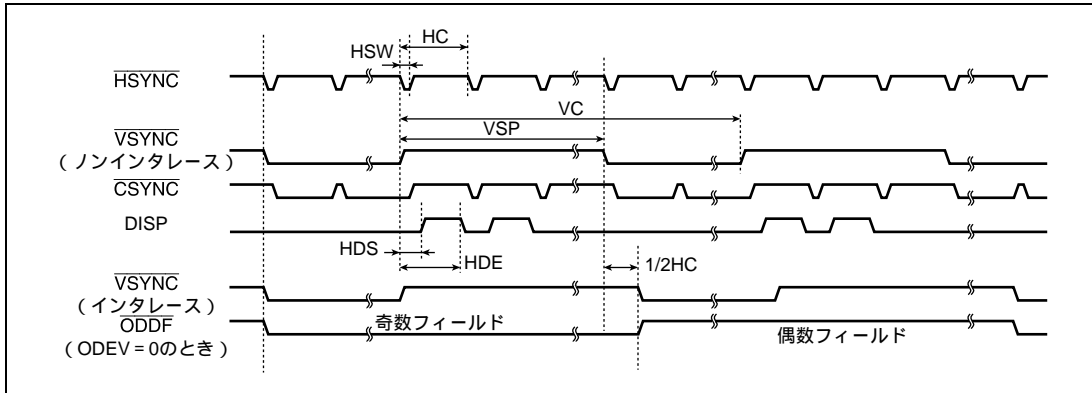 HC
HSW
HSYNC
VC
VSP
VSYNC
(ノンインタレース)
CSYNC
DISP
HDS
HDE
1/2HC
VSYNC
(インタレース)
ODDF
奇数フィールド
偶数フィールド
(ODEV = 0のとき)